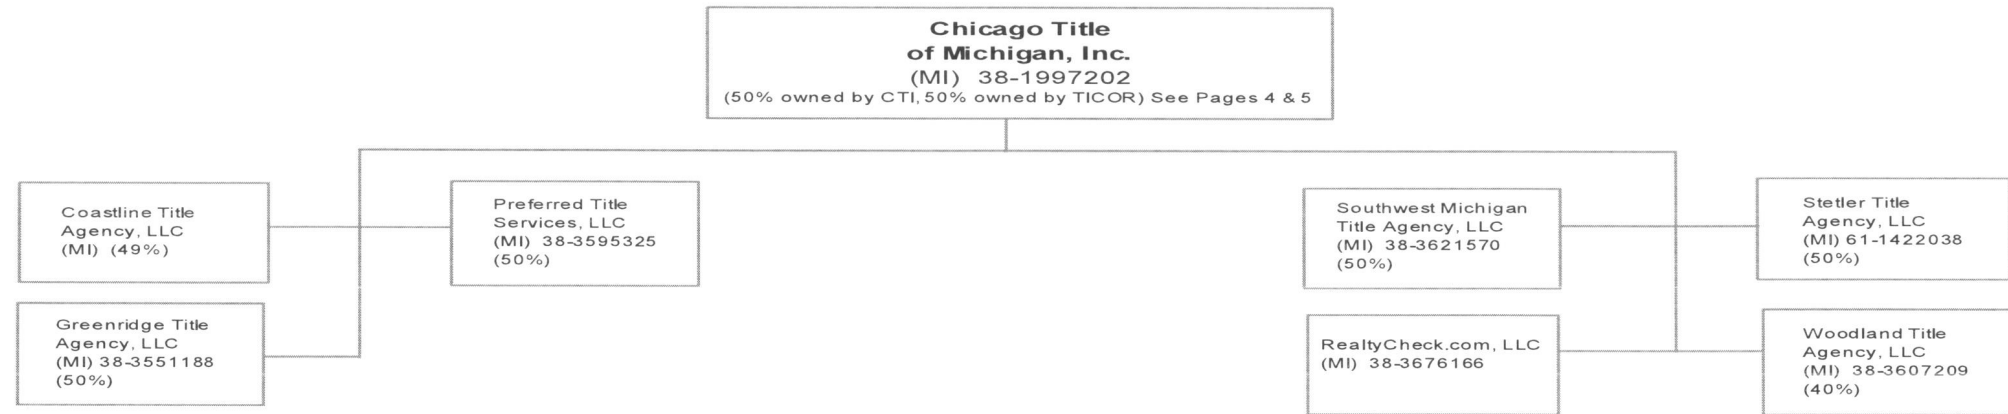 Chicago Title
of Michigan, Inc.
(MI) 38-1997202
(50% owned by CTI, 50% owned by TICOR) See Pages 4 & 5
Coastline Title
Agency, LLC
(MI) (49%)
Preferred Title
Services, LLC
(MI) 38-3595325
(50%)
Southwest Michigan
Title Agency, LLC
(MI) 38-3621570
(50%)
Stetler Title
Agency, LLC
(MI) 61-1422038
(50%)
Greenridge Title
Agency, LLC
(MI) 38-3551188
(50%)
RealtyCheck.com, LLC
(MI) 38-3676166
Woodland Title
Agency, LLC
(MI) 38-3607209
(40%)